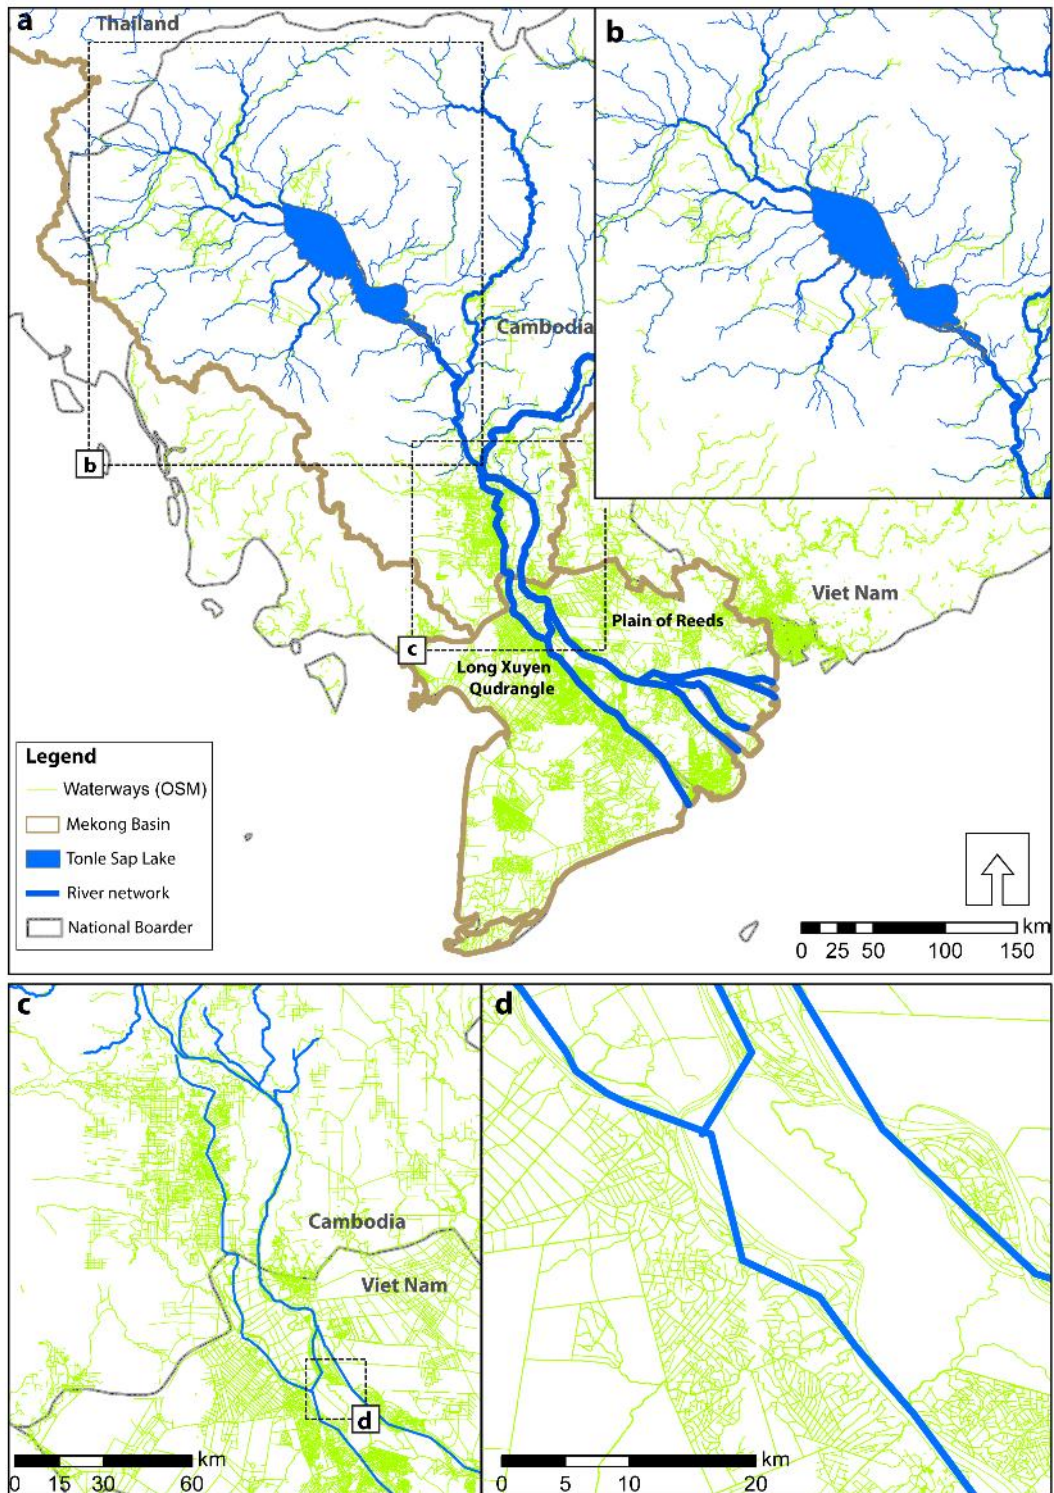 a
Thailand
b
Cambodia
b
Viet Nam
Plain of Reeds
c
Long Xuyen
Qudrangle
Legend
Waterways (OSM)
Mekong Basin
Tonle Sap Lake
River network
National Boarder
km
0 25 50 100 150
c
d
Cambodia
Viet Nam
d
km
0 15 30 60
km
0 5 10 20